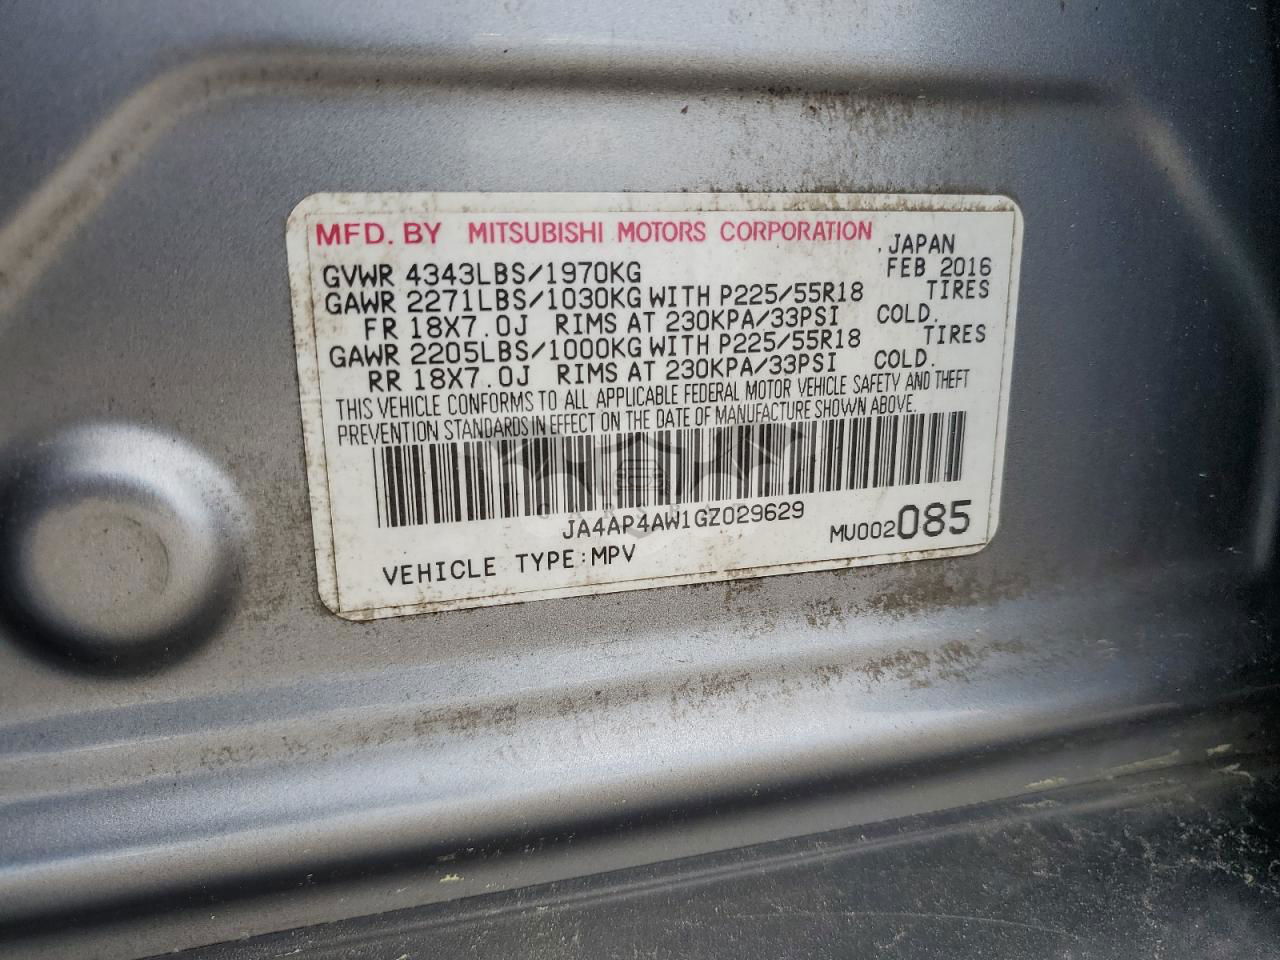 MFD. BY MITSUBISHI MOTORS CORPORATION , JAPAN
GVWR 4343LBS/1970KG FEB 2016
GAWR 2271LBS/1030KG WITH P225/55R18 TIRES
FR 18X7.0J RIMS AT 230KPA/33PSI COLD.
GAWR 2205LBS/1000KG WITH P225/55R18 TIRES
RR 18X7.0J RIMS AT 230KPA/33PSI COLD.
THIS VEHICLE CONFORMS TO ALL APPLICABLE FEDERAL MOTOR VEHICLE SAFETY AND THEFT
PREVENTION STANDARDS IN EFFECT ON THE DATE OF MANUFACTURE SHOWN ABOVE.
JA4AP4AW1GZ029629
MU002085
VEHICLE TYPE:MPV